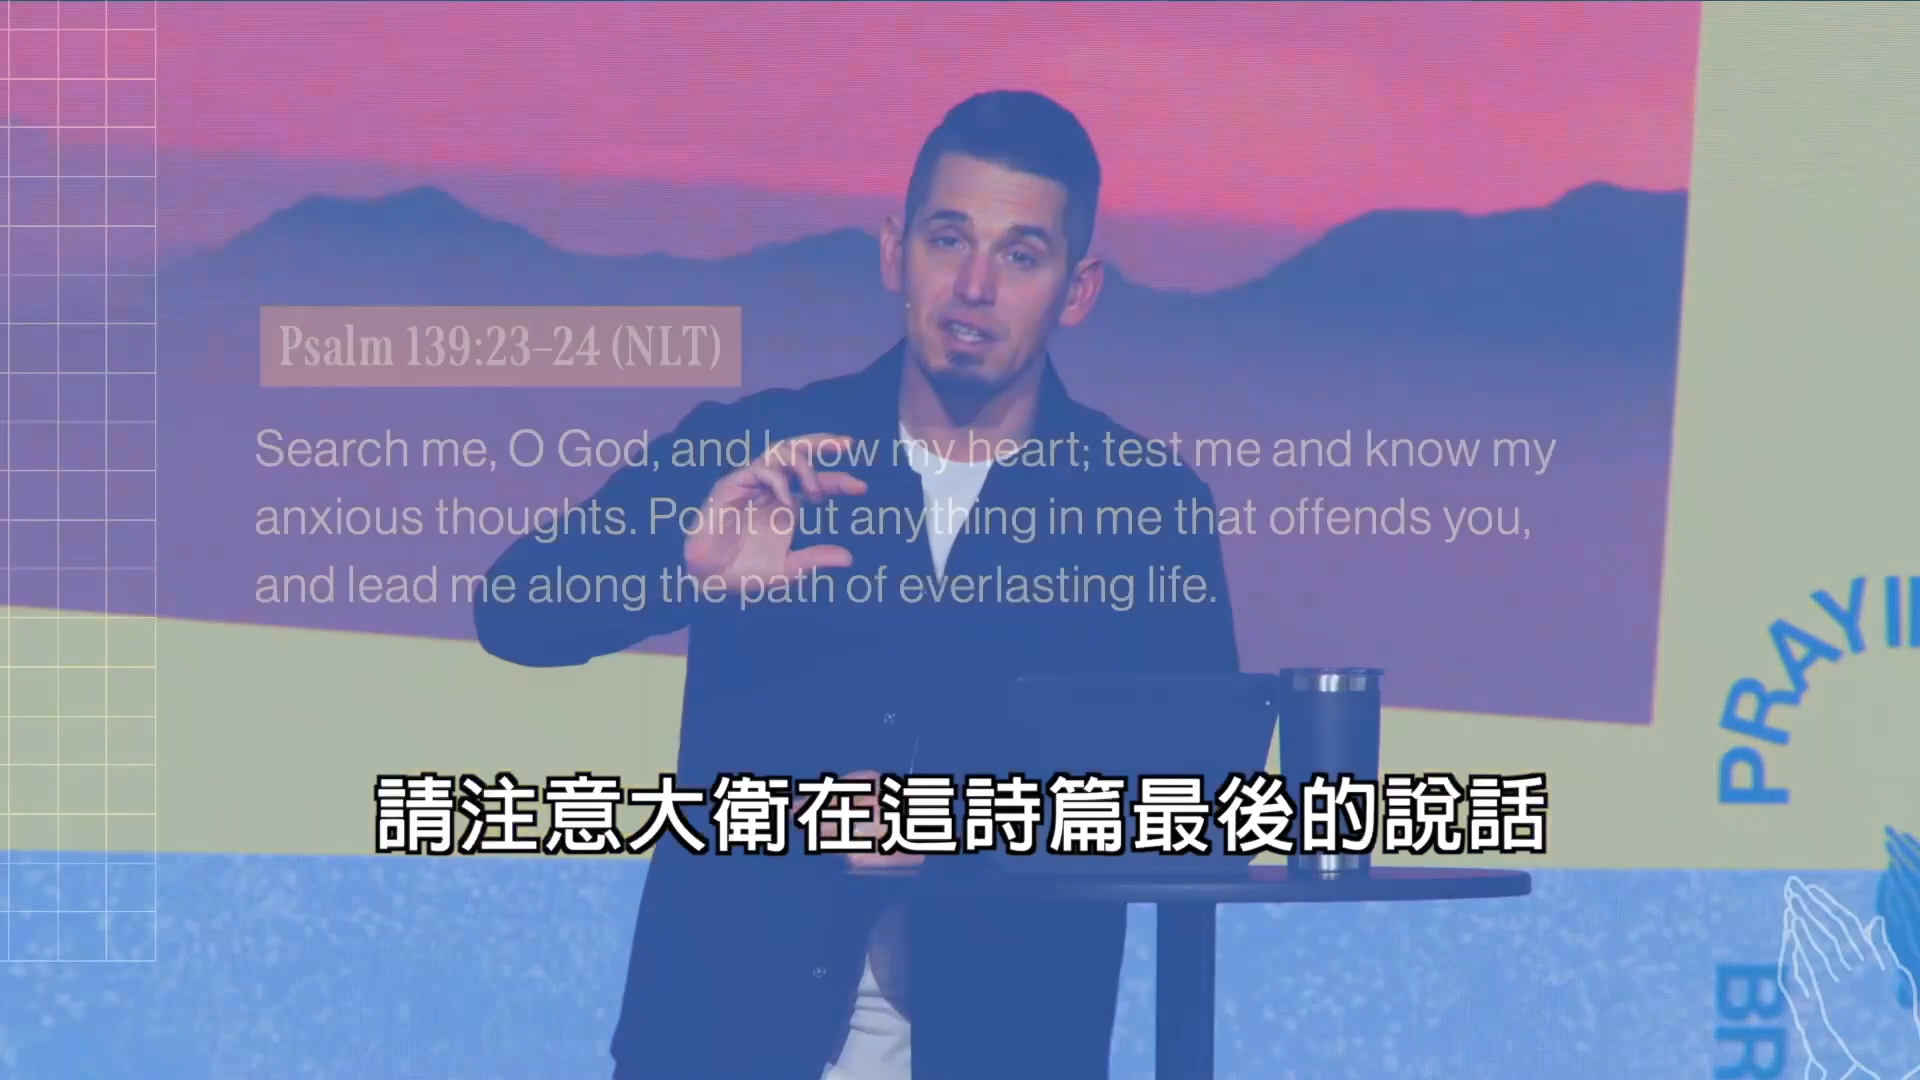 Psalm 139:23–24 (NLT)
Search me, O God, and know my heart; test me and know my
anxious thoughts. Point out anything in me that offends you,
and lead me along the path of everlasting life.
請注意大衛在這詩篇最後的說話
PRAYI
BR